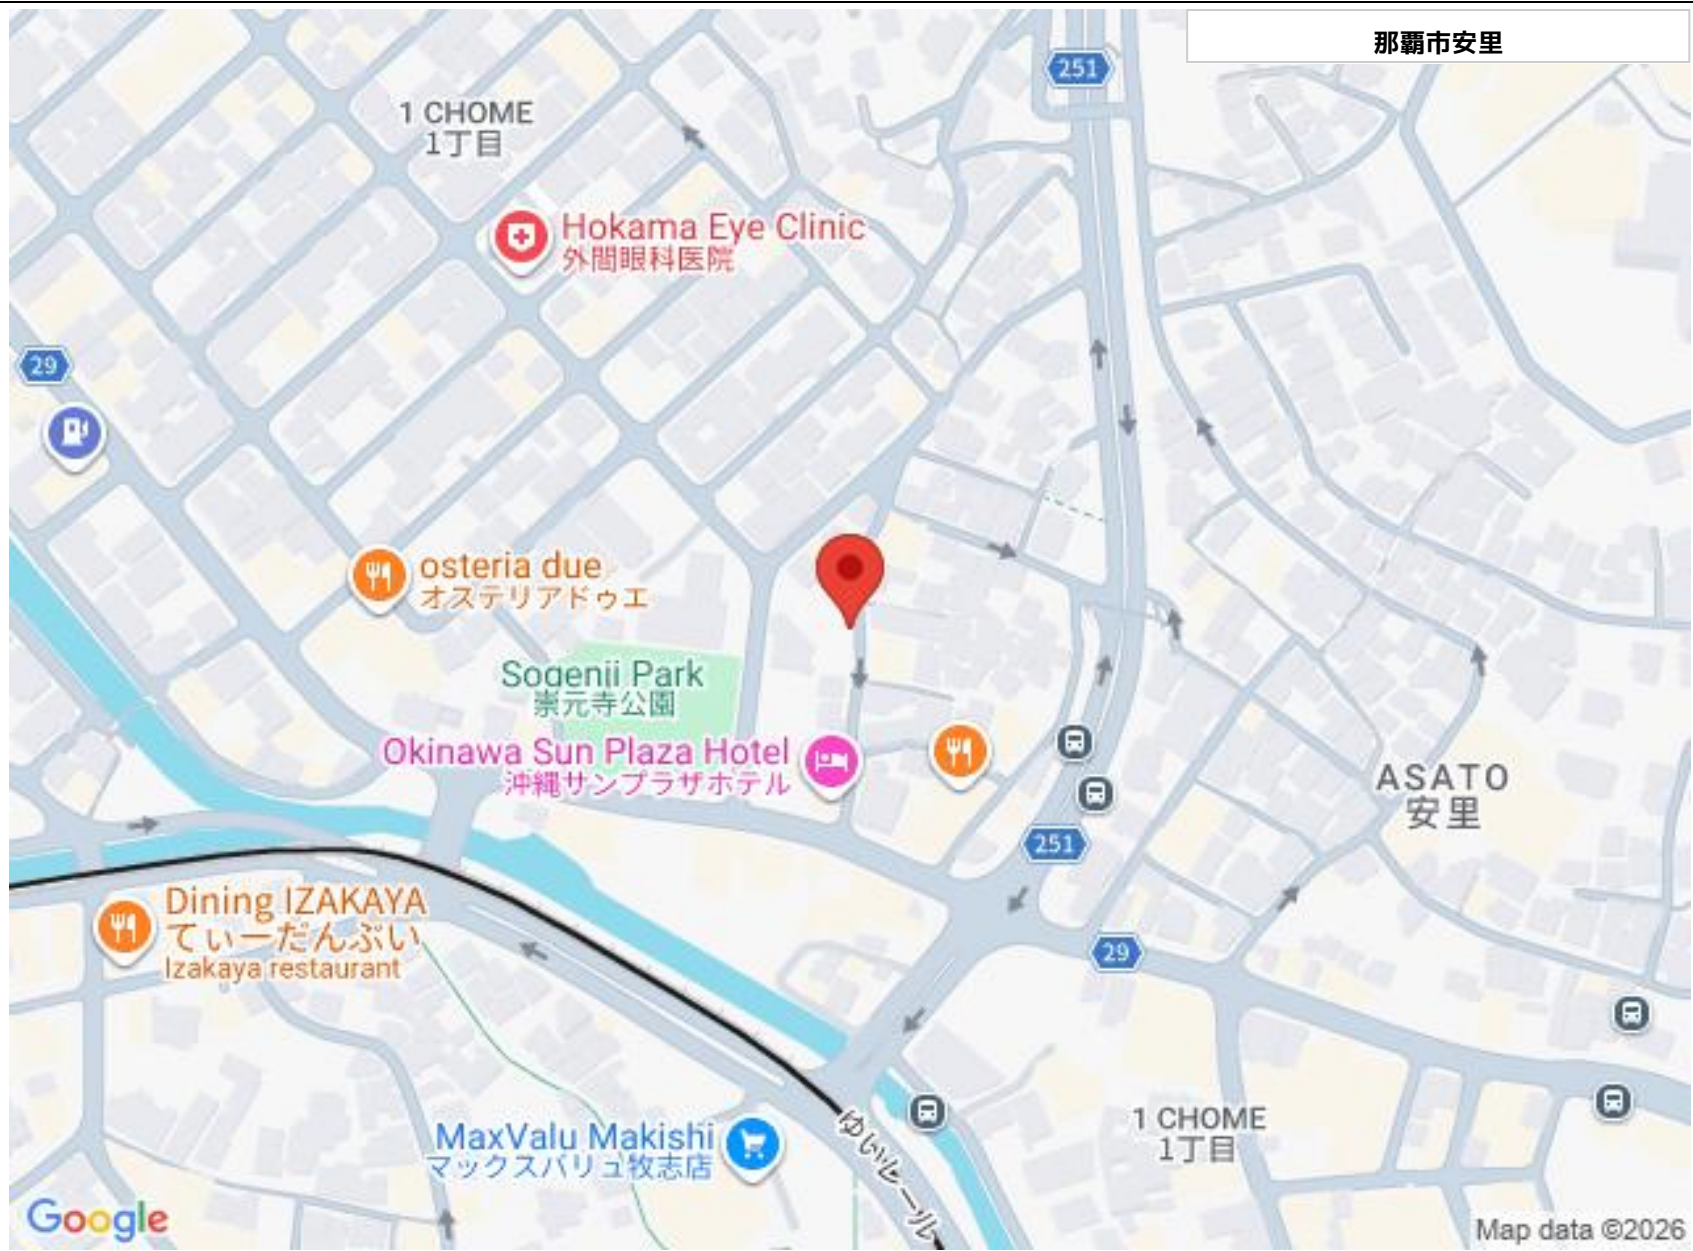 那覇市安里
251
1 CHOME
1丁目
Hokama Eye Clinic
外間眼科医院
29
osteria due
オステリアドゥエ
Sogenji Park
崇元寺公園
Okinawa Sun Plaza Hotel
沖縄サンプラザホテル
ASATO
安里
251
Dining IZAKAYA
てぃーだんぶい
Izakaya restaurant
29
MaxValu Makishi
マックスバリュ牧志店
ゆいレール
1 CHOME
1丁目
Google
Map data ©2026